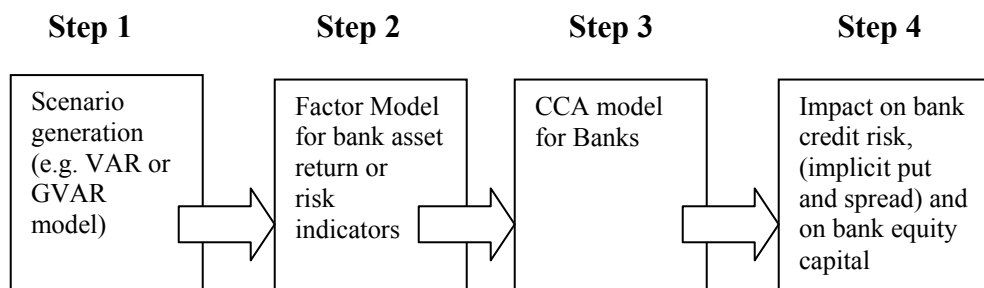 Step 1
Step 2
Step 3
Step 4
Scenario
generation
(e.g. VAR or
GVAR
model)
Factor Model
for bank asset
return or
risk
indicators
CCA model
for Banks
Impact on bank
credit risk,
(implicit put
and spread) and
on bank equity
capital